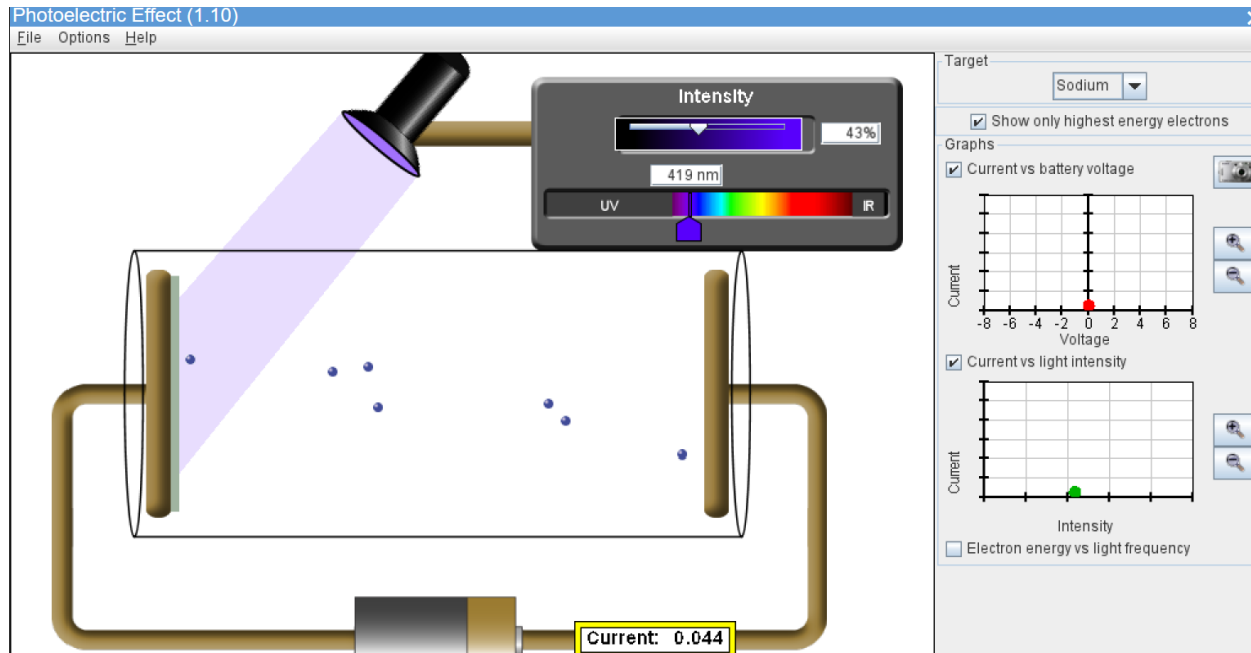 Photoelectric Effect (1.10)
File Options Help
Intensity
43%
419 nm
UV
IR
Current: 0.044
Target
Sodium
Show only highest energy electrons
Graphs
Current vs battery voltage
Current
-8 -6 -4 -2 0 2 4 6 8
Voltage
Current vs light intensity
Current
Intensity
Electron energy vs light frequency